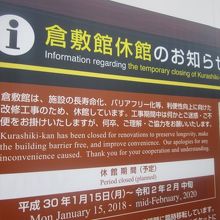 i 倉敷館休館のお知ら
Information regarding the temporary closing of Kurashiki
倉敷館は、施設の長寿命化、バリアフリー化等、利便性向上に向けた
改修工事のため、休館しています。工事期間中は何かとご迷惑・ご不
便をお掛けいたしますが、何卒、ご理解・ご協力をお願いいたします。
Kurashiki-kan has been closed for renovations to preserve longevity, make
the building barrier free, and improve convenience. Our apologies for any
inconvenience caused. Thank you for your cooperation and understanding.
休館期間（予定）
Period closed (planned)
平成30年1月15日(月)～令和2年2月中旬
Mon January 15, 2018 - mid-February, 2020